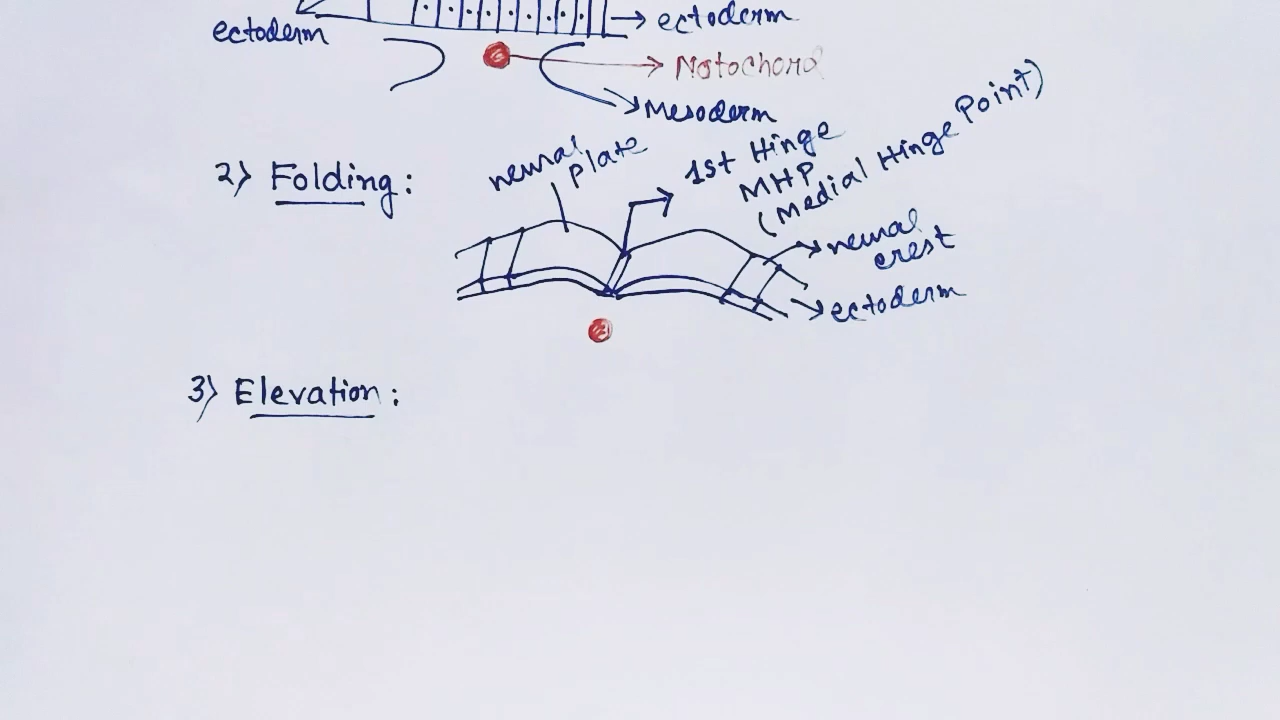 ectoderm
ectoderm
Notochord
Mesoderm
2) Folding:
neural
plate
1st Hinge
MHP
(Medial Hinge Point)
neural
crest
ectoderm
3) Elevation: